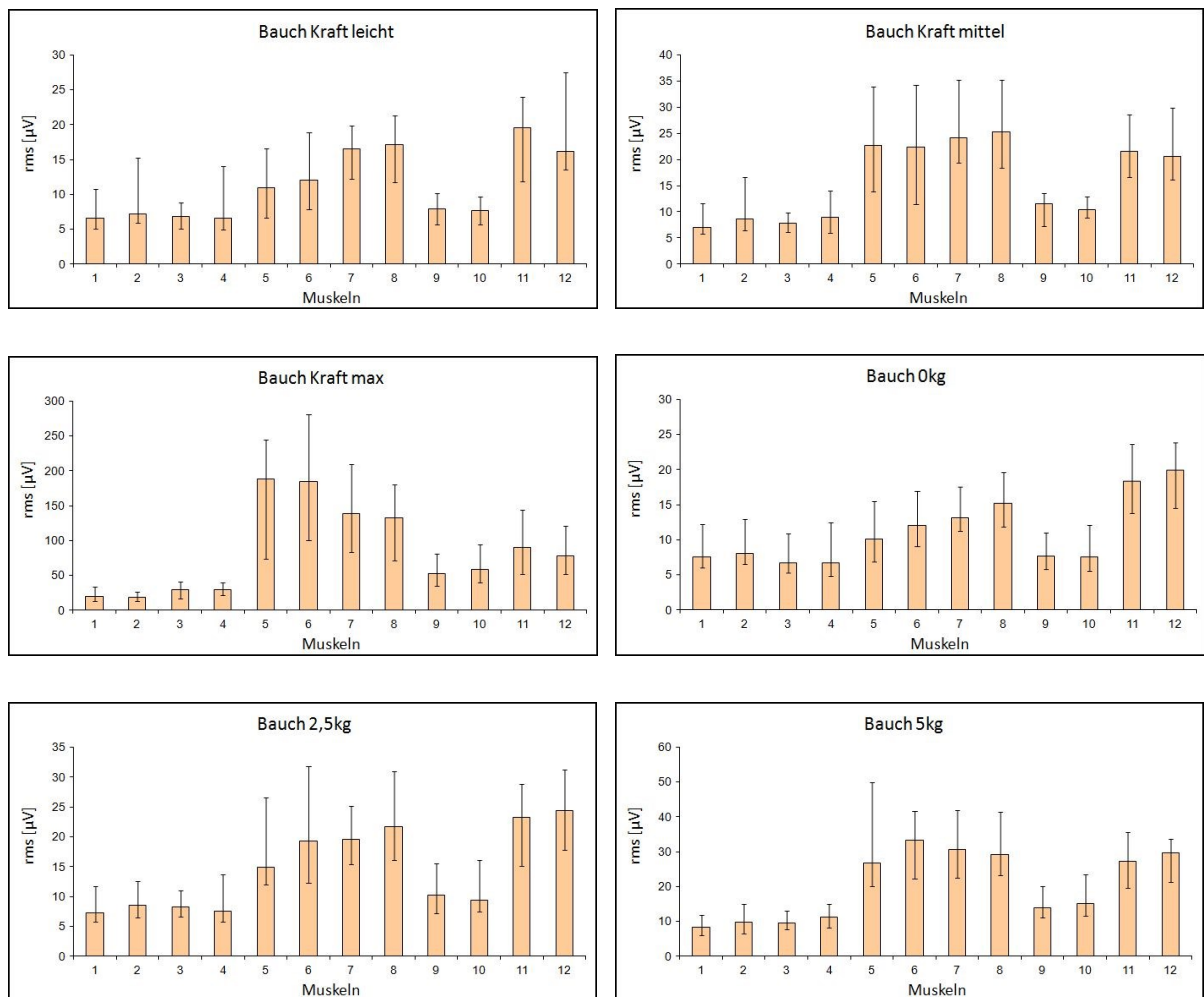 Bauch Kraft leicht
rms [µV]
30
25
20
15
10
5
0
1 2 3 4 5 6 7 8 9 10 11 12
Muskeln
Bauch Kraft mittel
rms [µV]
40
35
30
25
20
15
10
5
0
1 2 3 4 5 6 7 8 9 10 11 12
Muskeln
Bauch Kraft max
rms [µV]
300
250
200
150
100
50
0
1 2 3 4 5 6 7 8 9 10 11 12
Muskeln
Bauch 0kg
rms [µV]
30
25
20
15
10
5
0
1 2 3 4 5 6 7 8 9 10 11 12
Muskeln
Bauch 2,5kg
rms [µV]
35
30
25
20
15
10
5
0
1 2 3 4 5 6 7 8 9 10 11 12
Muskeln
Bauch 5kg
rms [µV]
60
50
40
30
20
10
0
1 2 3 4 5 6 7 8 9 10 11 12
Muskeln